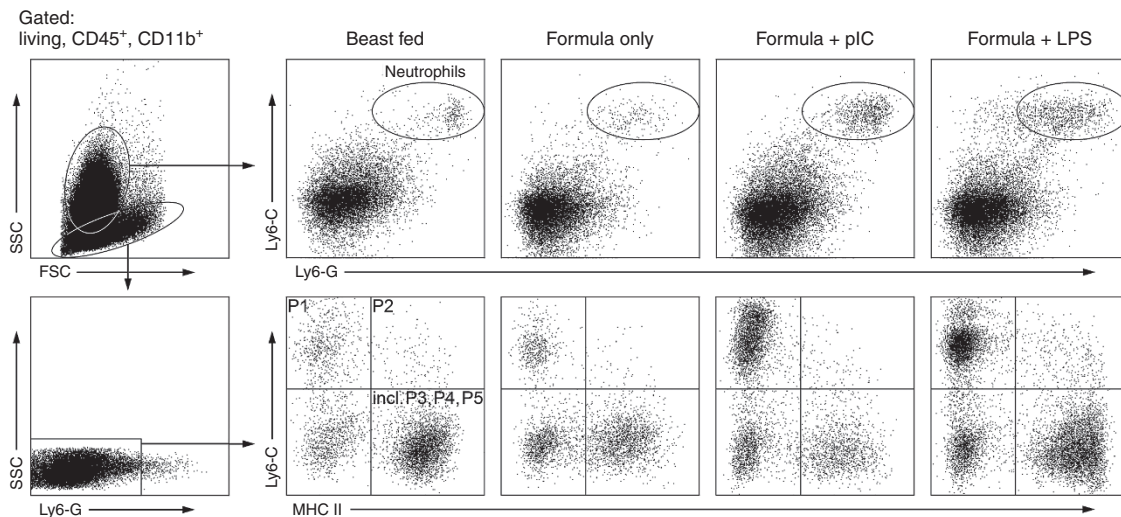 Gated:
living, CD45⁺, CD11b⁺
Beast fed
Formula only
Formula + pIC
Formula + LPS
Neutrophils
SSC
FSC
Ly6-C
Ly6-G
P1
P2
incl. P3, P4, P5
SSC
Ly6-G
Ly6-C
MHC II